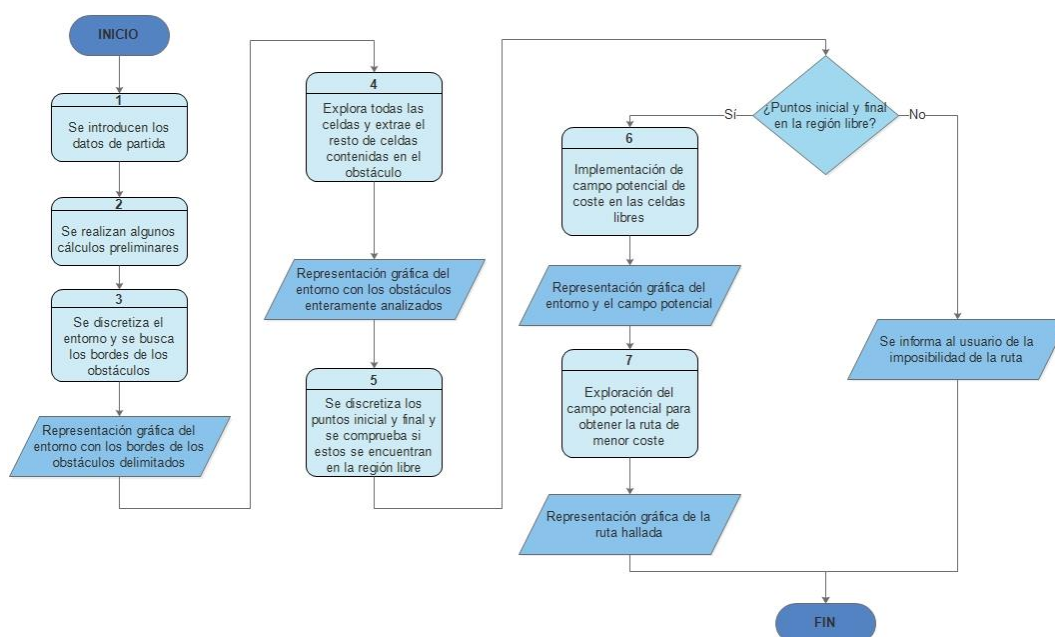 INICIO
1
Se introducen los
datos de partida
2
Se realizan algunos
cálculos preliminares
3
Se discretiza el
entorno y se busca
los bordes de los
obstáculos
Representación gráfica del
entorno con los bordes de los
obstáculos delimitados
4
Explora todas las
celdas y extrae el
resto de celdas
contenidas en el
obstáculo
Representación gráfica del
entorno con los obstáculos
enteramente analizados
5
Se discretiza los
puntos inicial y final y
se comprueba si
estos se encuentran
en la región libre
¿Puntos inicial y final
en la región libre?
Sí
No
6
Implementación de
campo potencial de
coste en las celdas
libres
Representación gráfica del
entorno y el campo potencial
7
Exploración del
campo potencial para
obtener la ruta de
menor coste
Representación gráfica de la
ruta hallada
Se informa al usuario de la
imposibilidad de la ruta
FIN